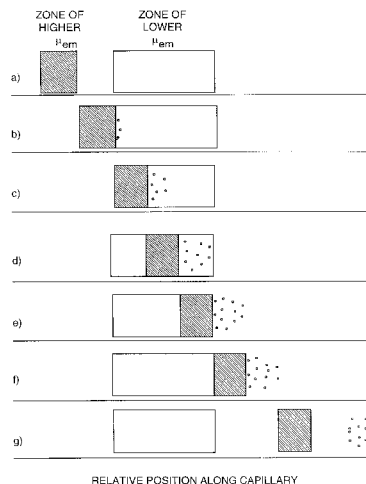 ZONE OF HIGHER μem
ZONE OF LOWER μem
a)
b)
c)
d)
e)
f)
g)
RELATIVE POSITION ALONG CAPILLARY